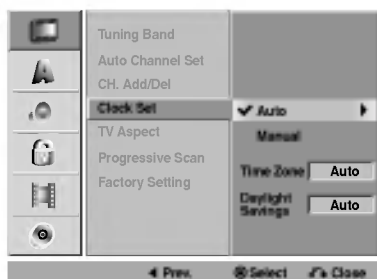 Tuning Band
Auto Channel Set
CH. Add/Del
Clock Set
TV Aspect
Progressive Scan
Factory Setting
Auto
Manual
Time Zone Auto
Daylight Savings Auto
Prev. Select Close